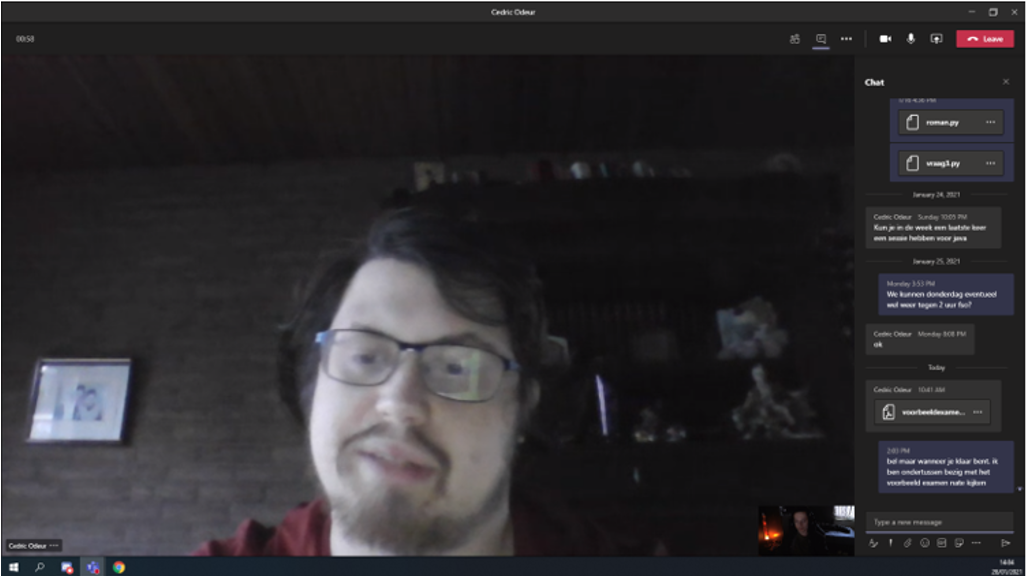 Cedric Odeur
00:58
Leave
Chat
roman.py
vraag3.py
January 24, 2021
Cedric Odeur Sunday 10:05 PM
Kun je in de week een laatste keer
een sessie hebben voor java
January 25, 2021
Monday 3:53 PM
We kunnen donderdag eventueel
wel weer tegen 2 uur fso?
Cedric Odeur Monday 8:08 PM
ok
Today
Cedric Odeur 10:41 AM
voorbeeldexame...
2:03 PM
bel maar wanneer je klaar bent. ik
ben ondertussen bezig met het
voorbeeld examen nate kijken
Type a new message
Cedric Odeur
28/01/2021